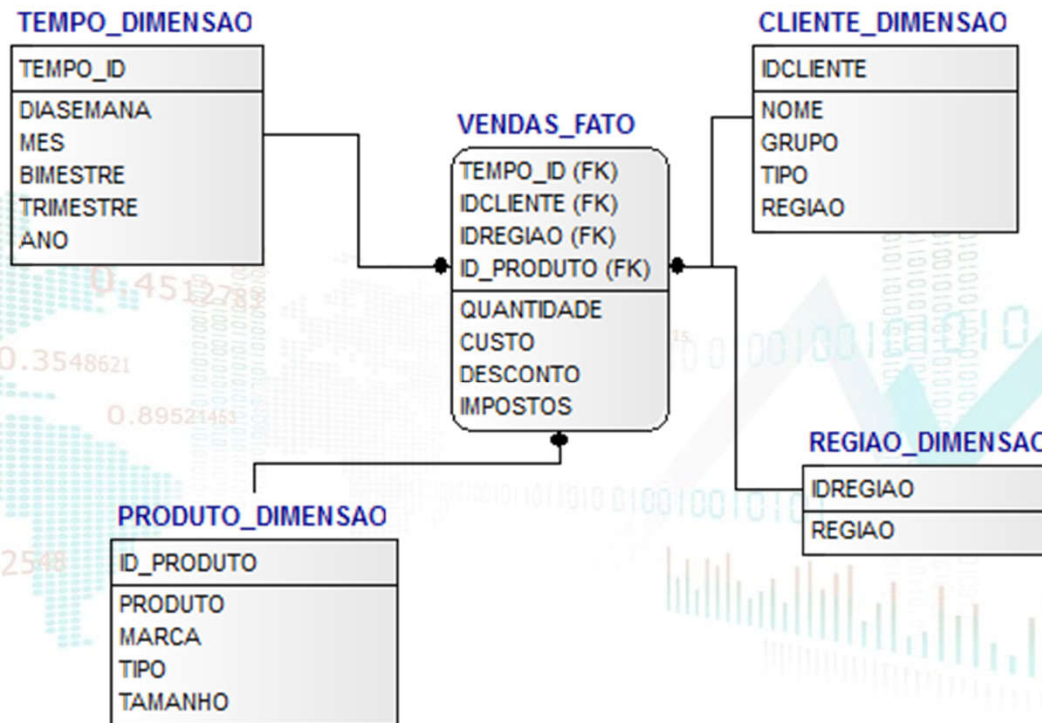 TEMPO_DIMENSAO
TEMPO_ID
DIASEMANA
MES
BIMESTRE
TRIMESTRE
ANO
CLIENTE_DIMENSAO
IDCLIENTE
NOME
GRUPO
TIPO
REGIAO
VENDAS_FATO
TEMPO_ID (FK)
IDCLIENTE (FK)
IDREGIAO (FK)
ID_PRODUTO (FK)
QUANTIDADE
CUSTO
DESCONTO
IMPOSTOS
REGIAO_DIMENSAO
IDREGIAO
REGIAO
PRODUTO_DIMENSAO
ID_PRODUTO
PRODUTO
MARCA
TIPO
TAMANHO
0.3548621
0.89521453